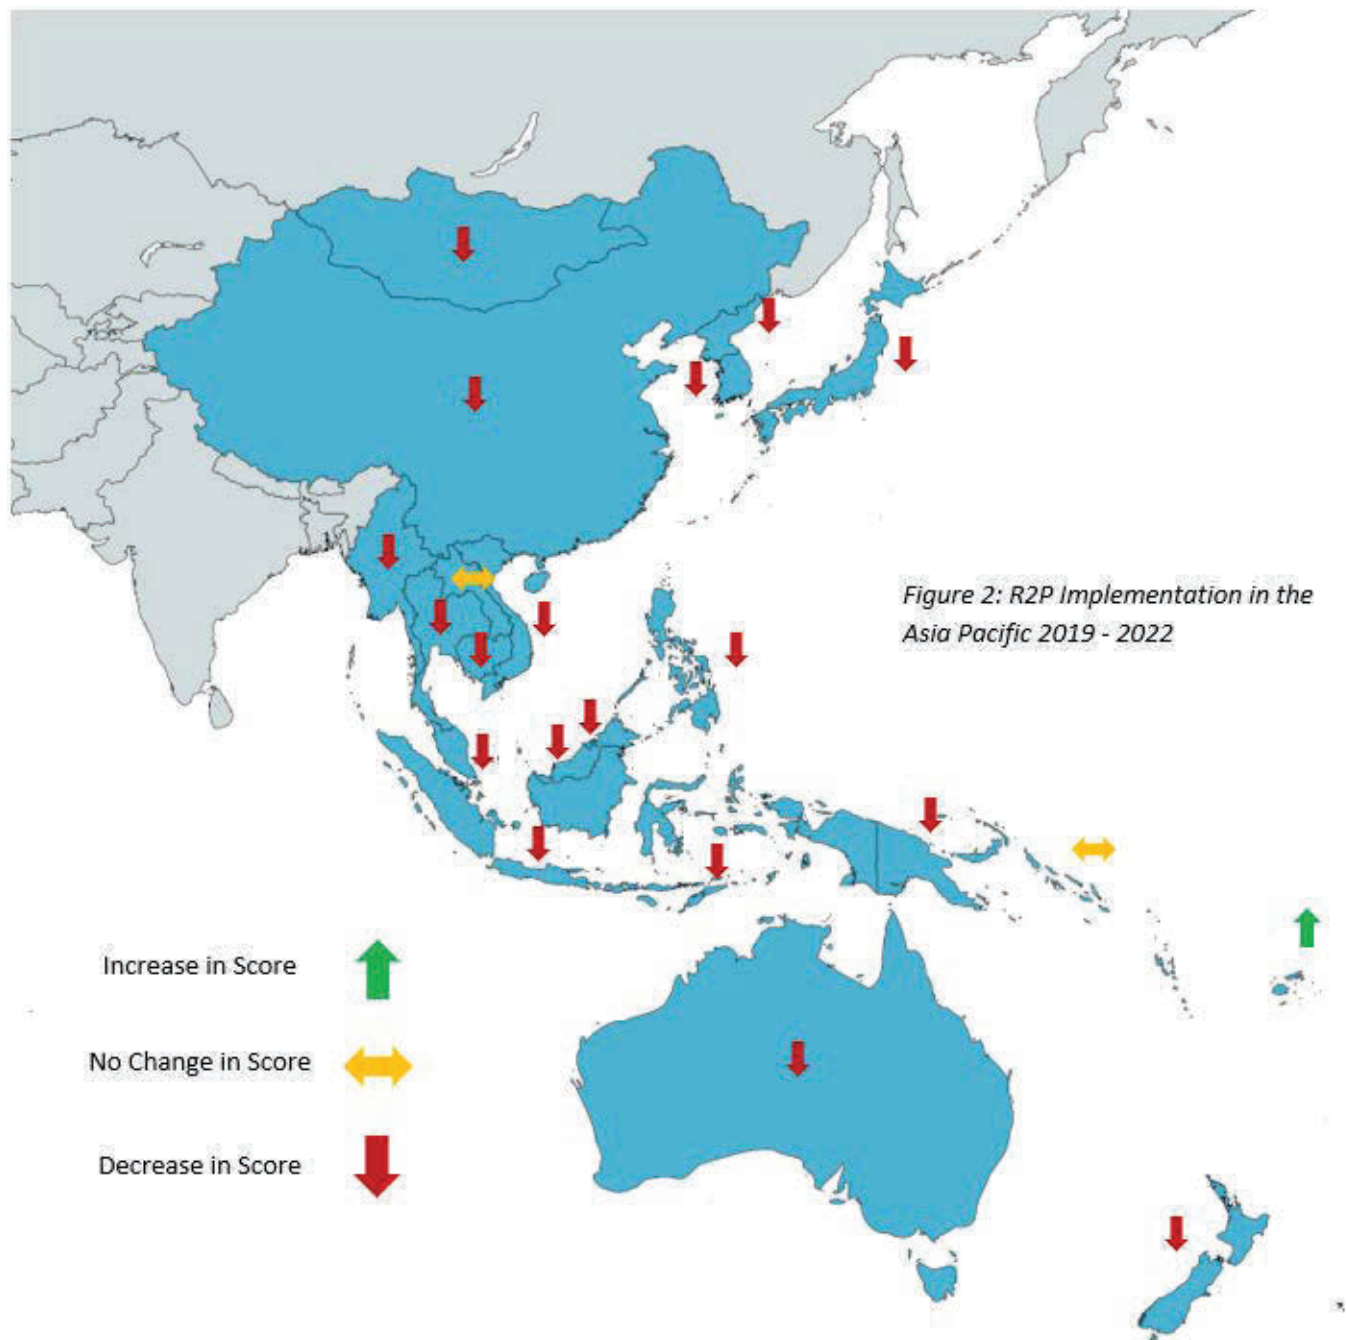 Figure 2: R2P Implementation in the
Asia Pacific 2019 - 2022
Increase in Score
No Change in Score
Decrease in Score